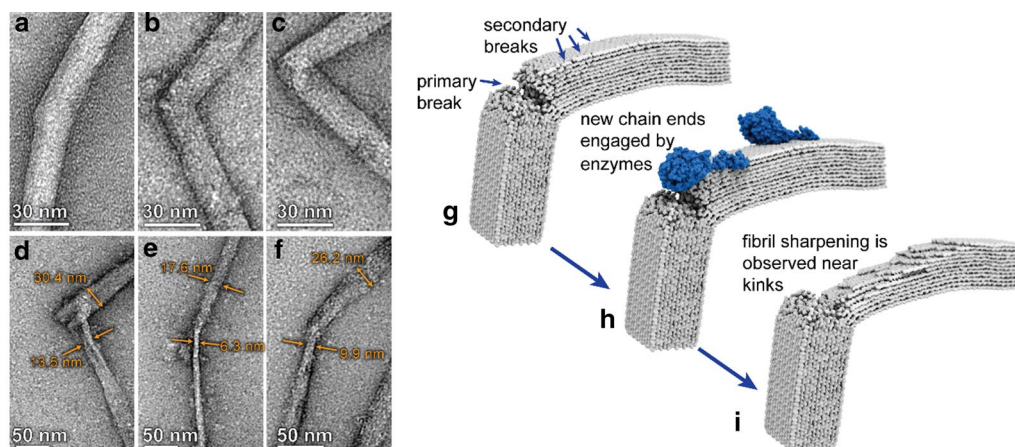 a
b
c
30 nm
30 nm
30 nm
d
e
f
30.4 nm
13.5 nm
17.6 nm
6.3 nm
26.2 nm
9.9 nm
50 nm
50 nm
50 nm
secondary
breaks
primary
break
g
new chain ends
engaged by
enzymes
h
fibril sharpening is
observed near
kinks
i